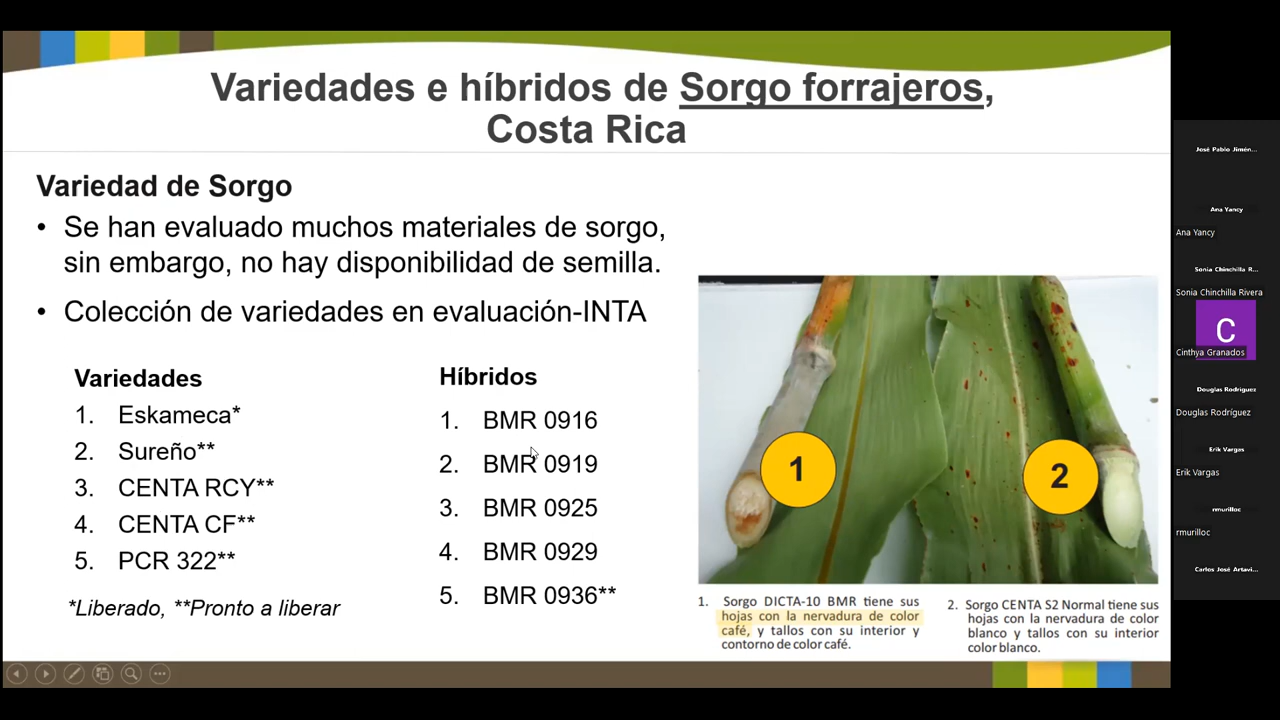 Variedades e híbridos de Sorgo forrajeros,
Costa Rica
Variedad de Sorgo
• Se han evaluado muchos materiales de sorgo,
sin embargo, no hay disponibilidad de semilla.
• Colección de variedades en evaluación-INTA
Variedades
1. Eskameca*
2. Sureño**
3. CENTA RCY**
4. CENTA CF**
5. PCR 322**
*Liberado, **Pronto a liberar
Híbridos
1. BMR 0916
2. BMR 0919
3. BMR 0925
4. BMR 0929
5. BMR 0936**
1
2
1. Sorgo DICTA-10 BMR tiene sus
hojas con la nervadura de color
café, y tallos con su interior y
contorno de color café.
2. Sorgo CENTA S2 Normal tiene sus
hojas con la nervadura de color
blanco y tallos con su interior
color blanco.
José Pablo Jimén...
Ana Yancy
Ana Yancy
Sonia Chinchilla R...
Sonia Chinchilla Rivera
C
Cinthya Granados
Douglas Rodriguez
Douglas Rodríguez
Erik Vargas
Erik Vargas
rmurilloc
rmurilloc
Carlos José Artavi...